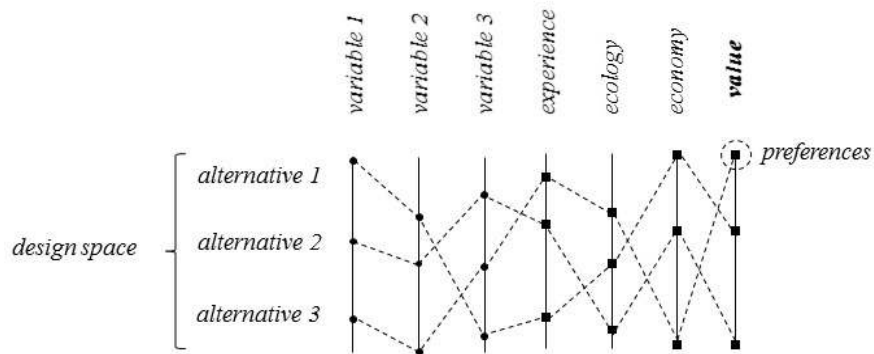 variable 1
variable 2
variable 3
experience
ecology
economy
value
preferences
alternative 1
design space
alternative 2
alternative 3